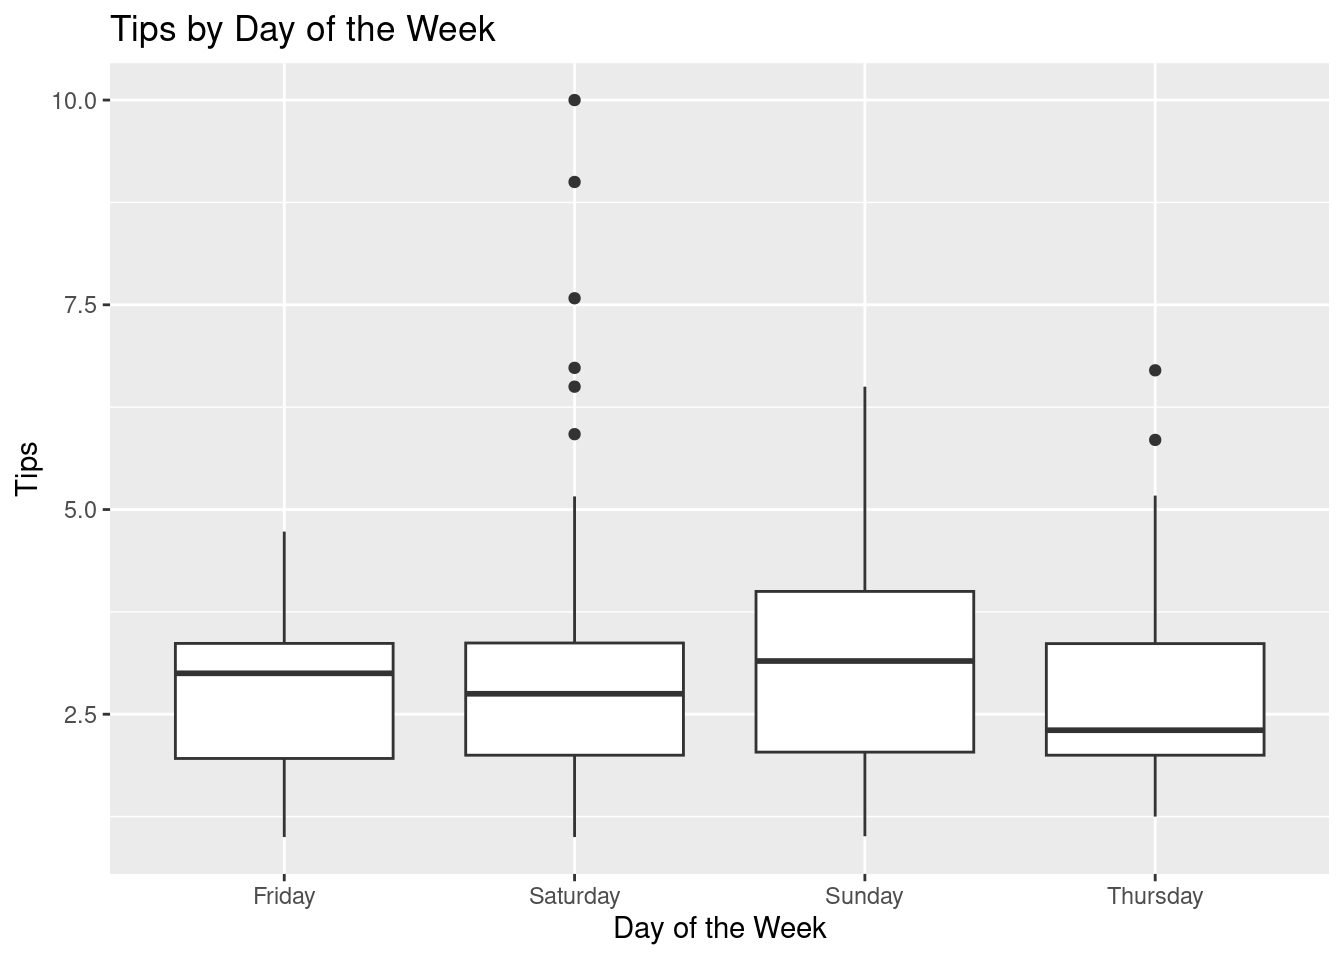 Tips by Day of the Week
10.0
7.5
5.0
2.5
Tips
Friday Saturday Sunday Thursday
Day of the Week